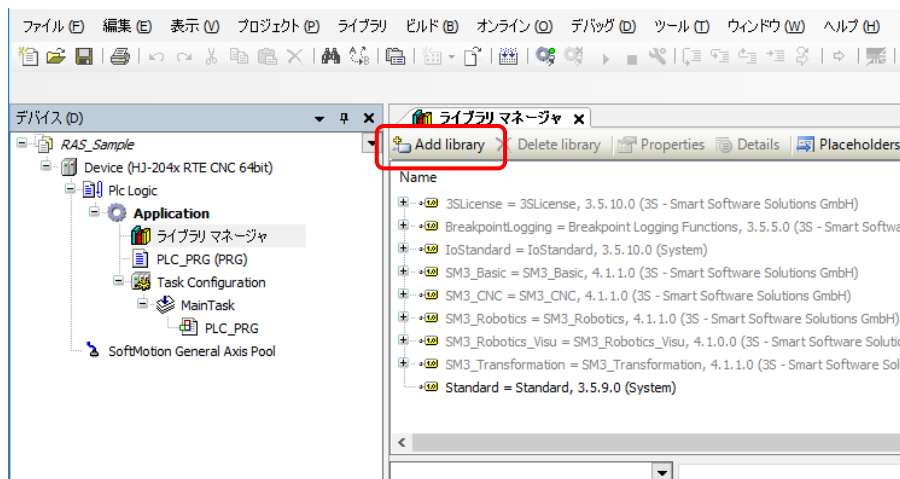 ファイル (F) 編集 (E) 表示 (V) プロジェクト (P) ライブラリ ビルド (B) オンライン (O) デバッグ (D) ツール (T) ウィンドウ (W) ヘルプ (H)
デバイス (D)
RAS_Sample
Device (HJ-204x RTE CNC 64bit)
Plc Logic
Application
ライブラリ マネージャ
PLC_PRG (PRG)
Task Configuration
MainTask
PLC_PRG
SoftMotion General Axis Pool
ライブラリ マネージャ
Add library Delete library Properties Details Placeholders
Name
3SLicense = 3SLicense, 3.5.10.0 (3S - Smart Software Solutions GmbH)
BreakpointLogging = Breakpoint Logging Functions, 3.5.5.0 (3S - Smart Softwa
IoStandard = IoStandard, 3.5.10.0 (System)
SM3_Basic = SM3_Basic, 4.1.1.0 (3S - Smart Software Solutions GmbH)
SM3_CNC = SM3_CNC, 4.1.1.0 (3S - Smart Software Solutions GmbH)
SM3_Robotics = SM3_Robotics, 4.1.1.0 (3S - Smart Software Solutions GmbH)
SM3_Robotics_Visu = SM3_Robotics_Visu, 4.1.0.0 (3S - Smart Software Soluti
SM3_Transformation = SM3_Transformation, 4.1.1.0 (3S - Smart Software Sol
Standard = Standard, 3.5.9.0 (System)